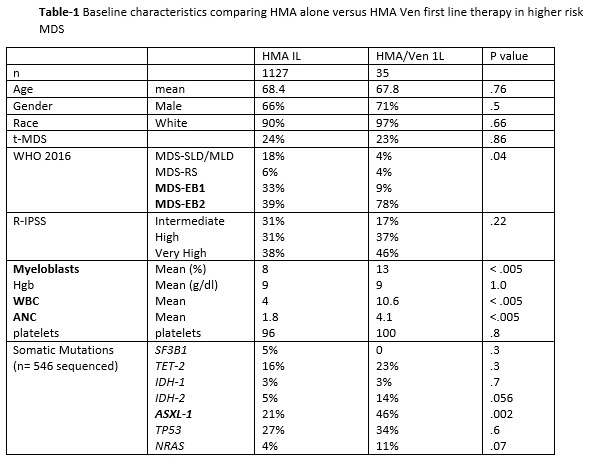 Table-1 Baseline characteristics comparing HMA alone versus HMA Ven first line therapy in higher risk
MDS
HMA IL HMA/Ven 1L P value
n 1127 35
Age mean 68.4 67.8 .76
Gender Male 66% 71% .5
Race White 90% 97% .66
t-MDS 24% 23% .86
WHO 2016 MDS-SLD/MLD 18% 4% .04
MDS-RS 6% 4%
MDS-EB1 33% 9%
MDS-EB2 39% 78%
R-IPSS Intermediate 31% 17% .22
High 31% 37%
Very High 38% 46%
Myeloblasts Mean (%) 8 13 < .005
Hgb Mean (g/dl) 9 9 1.0
WBC Mean 4 10.6 < .005
ANC Mean 1.8 4.1 <.005
platelets platelets 96 100 .8
Somatic Mutations SF3B1 5% 0 .3
(n= 546 sequenced) TET-2 16% 23% .3
IDH-1 3% 3% .7
IDH-2 5% 14% .056
ASXL-1 21% 46% .002
TP53 27% 34% .6
NRAS 4% 11% .07